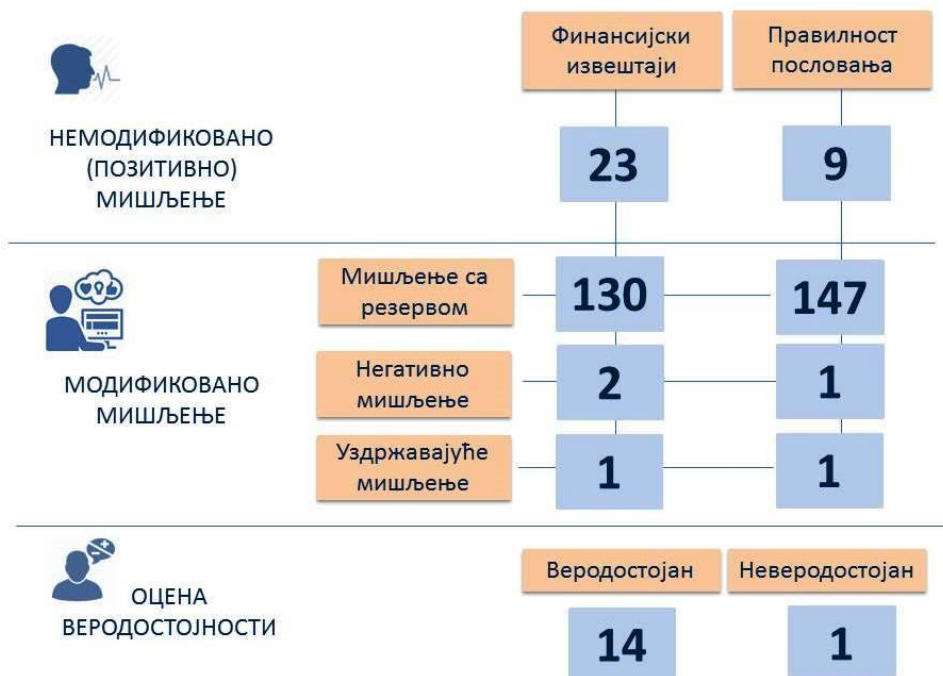 Финансијски
извештаји
Правилност
пословања
НЕМОДИФИКОВАНО
(ПОЗИТИВНО)
МИШЉЕЊЕ
23
9
Мишљење са
резервом
130
147
МОДИФИКОВАНО
МИШЉЕЊЕ
Негативно
мишљење
2
1
Уздржавајуће
мишљење
1
1
ОЦЕНА
ВЕРОДОСТОЈНОСТИ
Веродостојан
Неверодостојан
14
1